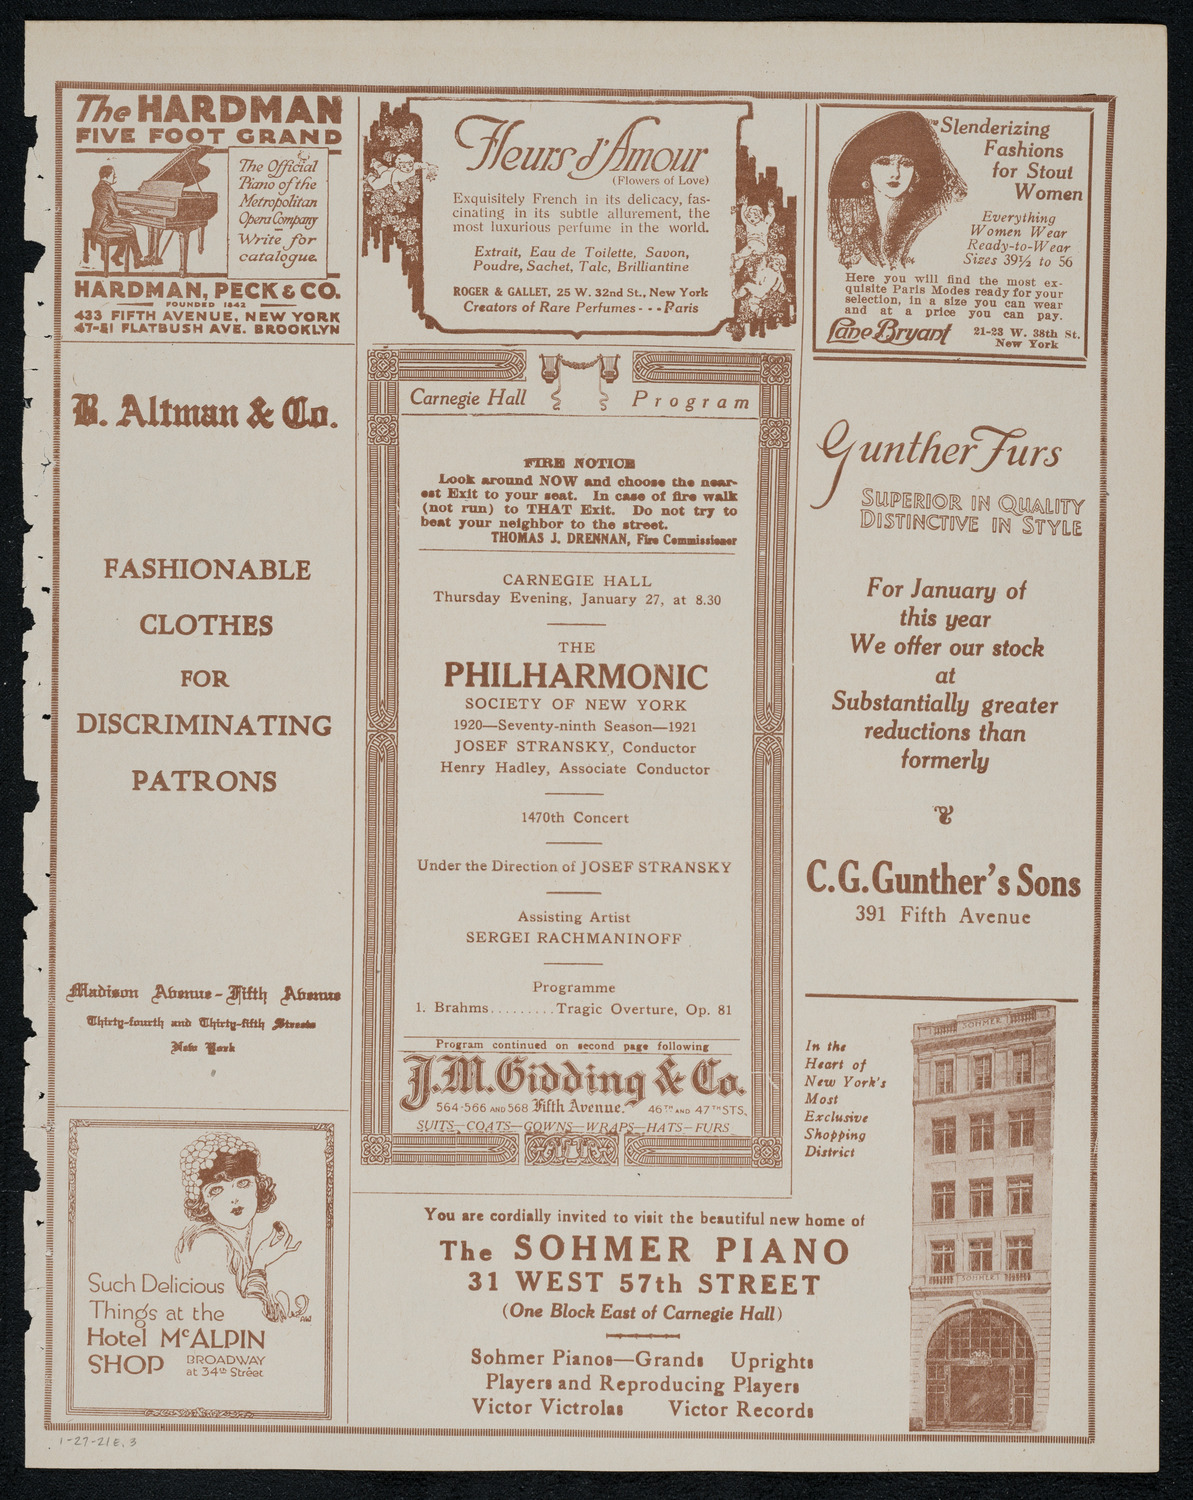 The HARDMAN
FIVE FOOT GRAND
The Official
Piano of the
Metropolitan
Opera Company
Write for
catalogue.
HARDMAN, PECK & CO.
FOUNDED 1842
433 FIFTH AVENUE, NEW YORK
47-51 FLATBUSH AVE. BROOKLYN
Fleurs d'Amour
(Flowers of Love)
Exquisitely French in its delicacy, fas-
cinating in its subtle allurement, the
most luxurious perfume in the world.
Extrait, Eau de Toilette, Savon,
Poudre, Sachet, Talc, Brilliantine
ROGER & GALLET, 25 W. 32nd St., New York
Creators of Rare Perfumes - - - Paris
Slenderizing
Fashions
for Stout
Women
Everything
Women Wear
Ready-to-Wear
Sizes 39½ to 56
Here you will find the most ex-
quisite Paris Modes ready for your
selection, in a size you can wear
and at a price you can pay.
Lane Bryant
21-23 W. 38th St.
New York
B. Altman & Co.
FASHIONABLE
CLOTHES
FOR
DISCRIMINATING
PATRONS
Madison Avenue - Fifth Avenue
Thirty-fourth and Thirty-fifth Streets
New York
Such Delicious
Things at the
Hotel McALPIN
SHOP BROADWAY
at 34th Street
Carnegie Hall Program
FIRE NOTICE
Look around NOW and choose the near-
est Exit to your seat. In case of fire walk
(not run) to THAT Exit. Do not try to
beat your neighbor to the street.
THOMAS J. DRENNAN, Fire Commissioner
CARNEGIE HALL
Thursday Evening, January 27, at 8.30
THE
PHILHARMONIC
SOCIETY OF NEW YORK
1920—Seventy-ninth Season—1921
JOSEF STRANSKY, Conductor
Henry Hadley, Associate Conductor
1470th Concert
Under the Direction of JOSEF STRANSKY
Assisting Artist
SERGEI RACHMANINOFF
Programme
1. Brahms.........Tragic Overture, Op. 81
Program continued on second page following
J.M. Gidding & Co.
564-566 AND 568 Fifth Avenue. 46TH AND 47TH STS.
SUITS—COATS—GOWNS—WRAPS—HATS—FURS
Gunther Furs
SUPERIOR IN QUALITY
DISTINCTIVE IN STYLE
For January of
this year
We offer our stock
at
Substantially greater
reductions than
formerly
C.G. Gunther's Sons
391 Fifth Avenue
In the
Heart of
New York's
Most
Exclusive
Shopping
District
SOHMER
SOHMER
You are cordially invited to visit the beautiful new home of
The SOHMER PIANO
31 WEST 57th STREET
(One Block East of Carnegie Hall)
Sohmer Pianos—Grands Uprights
Players and Reproducing Players
Victor Victrolas Victor Records
1-27-21E, 3